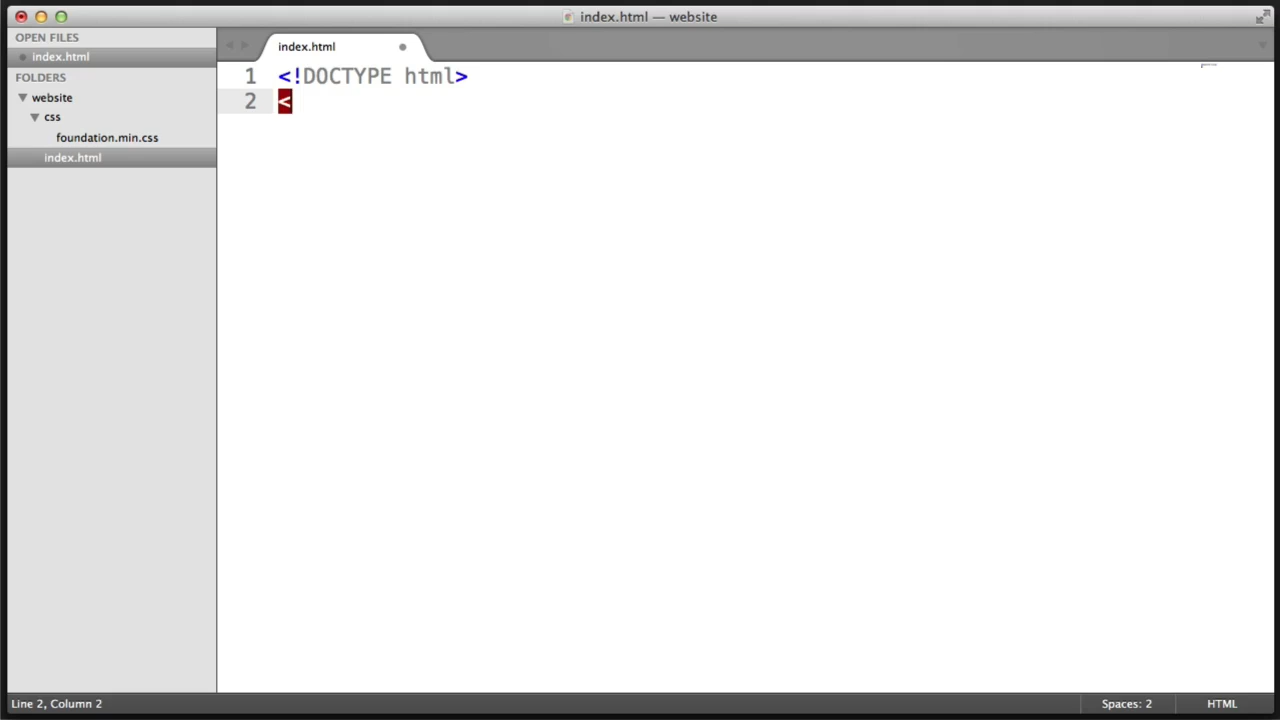 index.html — website
OPEN FILES
index.html
FOLDERS
website
css
foundation.min.css
index.html
index.html
1 <!DOCTYPE html>
2 <
Line 2, Column 2
Spaces: 2
HTML